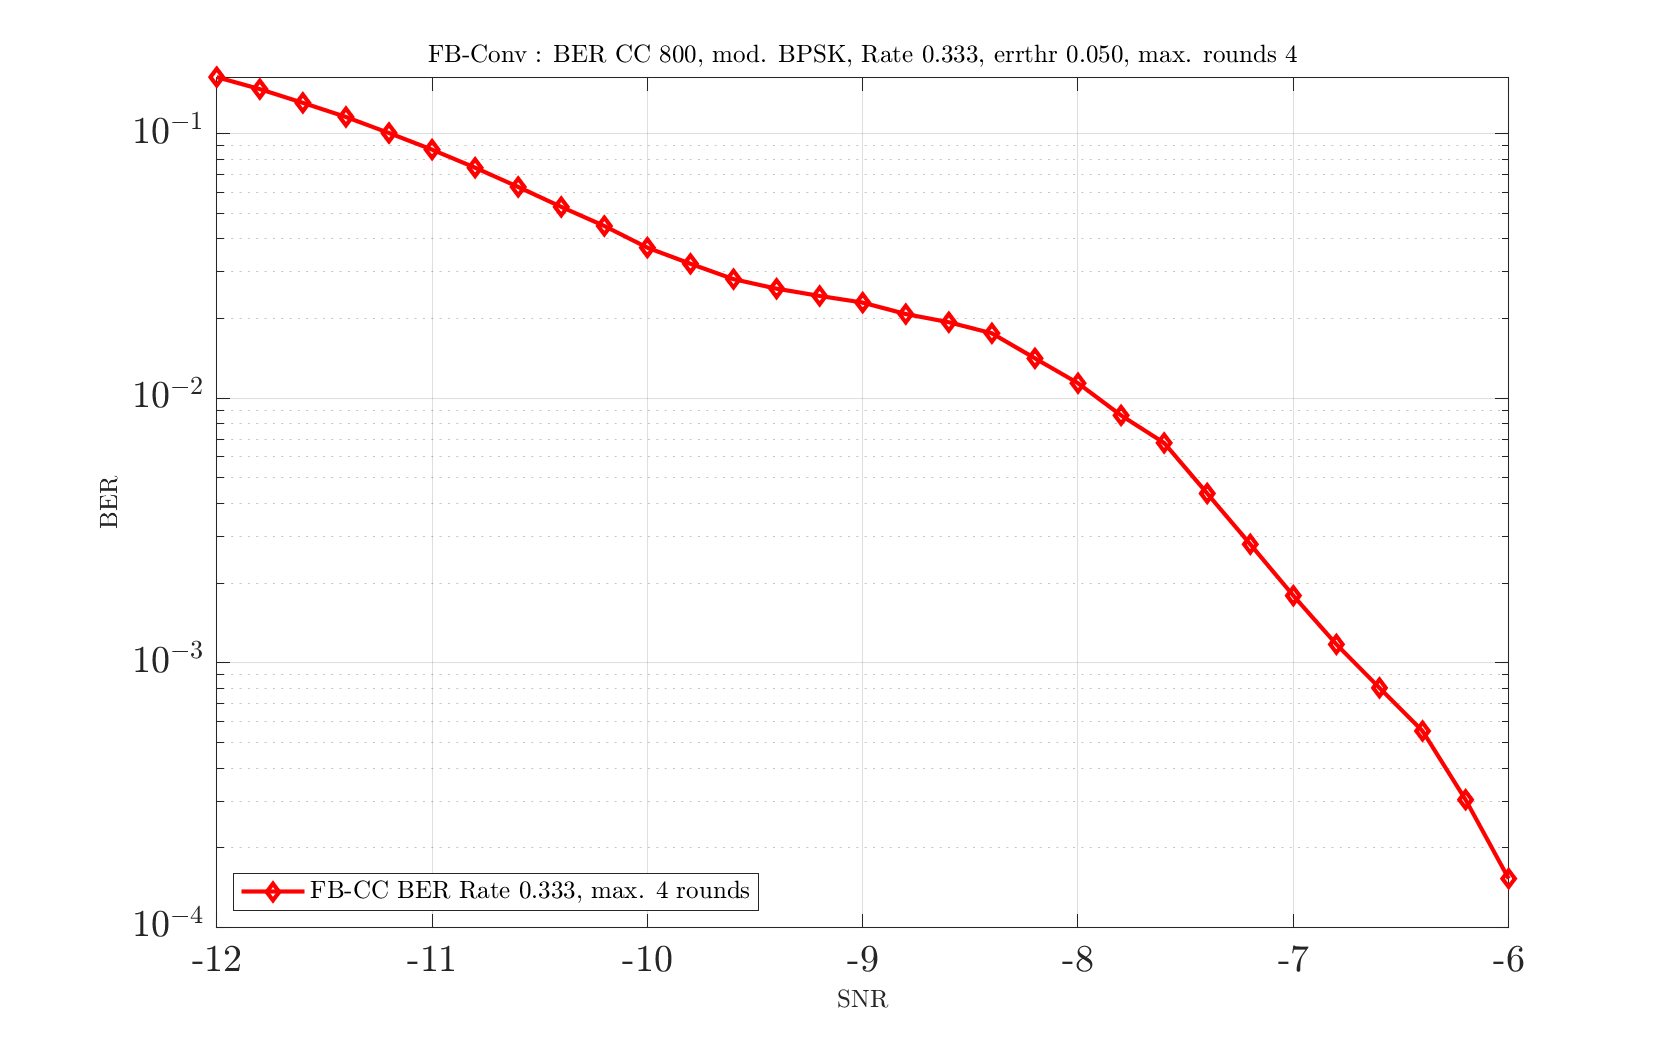 FB-Conv : BER CC 800, mod. BPSK, Rate 0.333, errthr 0.050, max. rounds 4
10^{-1}
10^{-2}
10^{-3}
10^{-4}
BER
FB-CC BER Rate 0.333, max. 4 rounds
-12 -11 -10 -9 -8 -7 -6
SNR